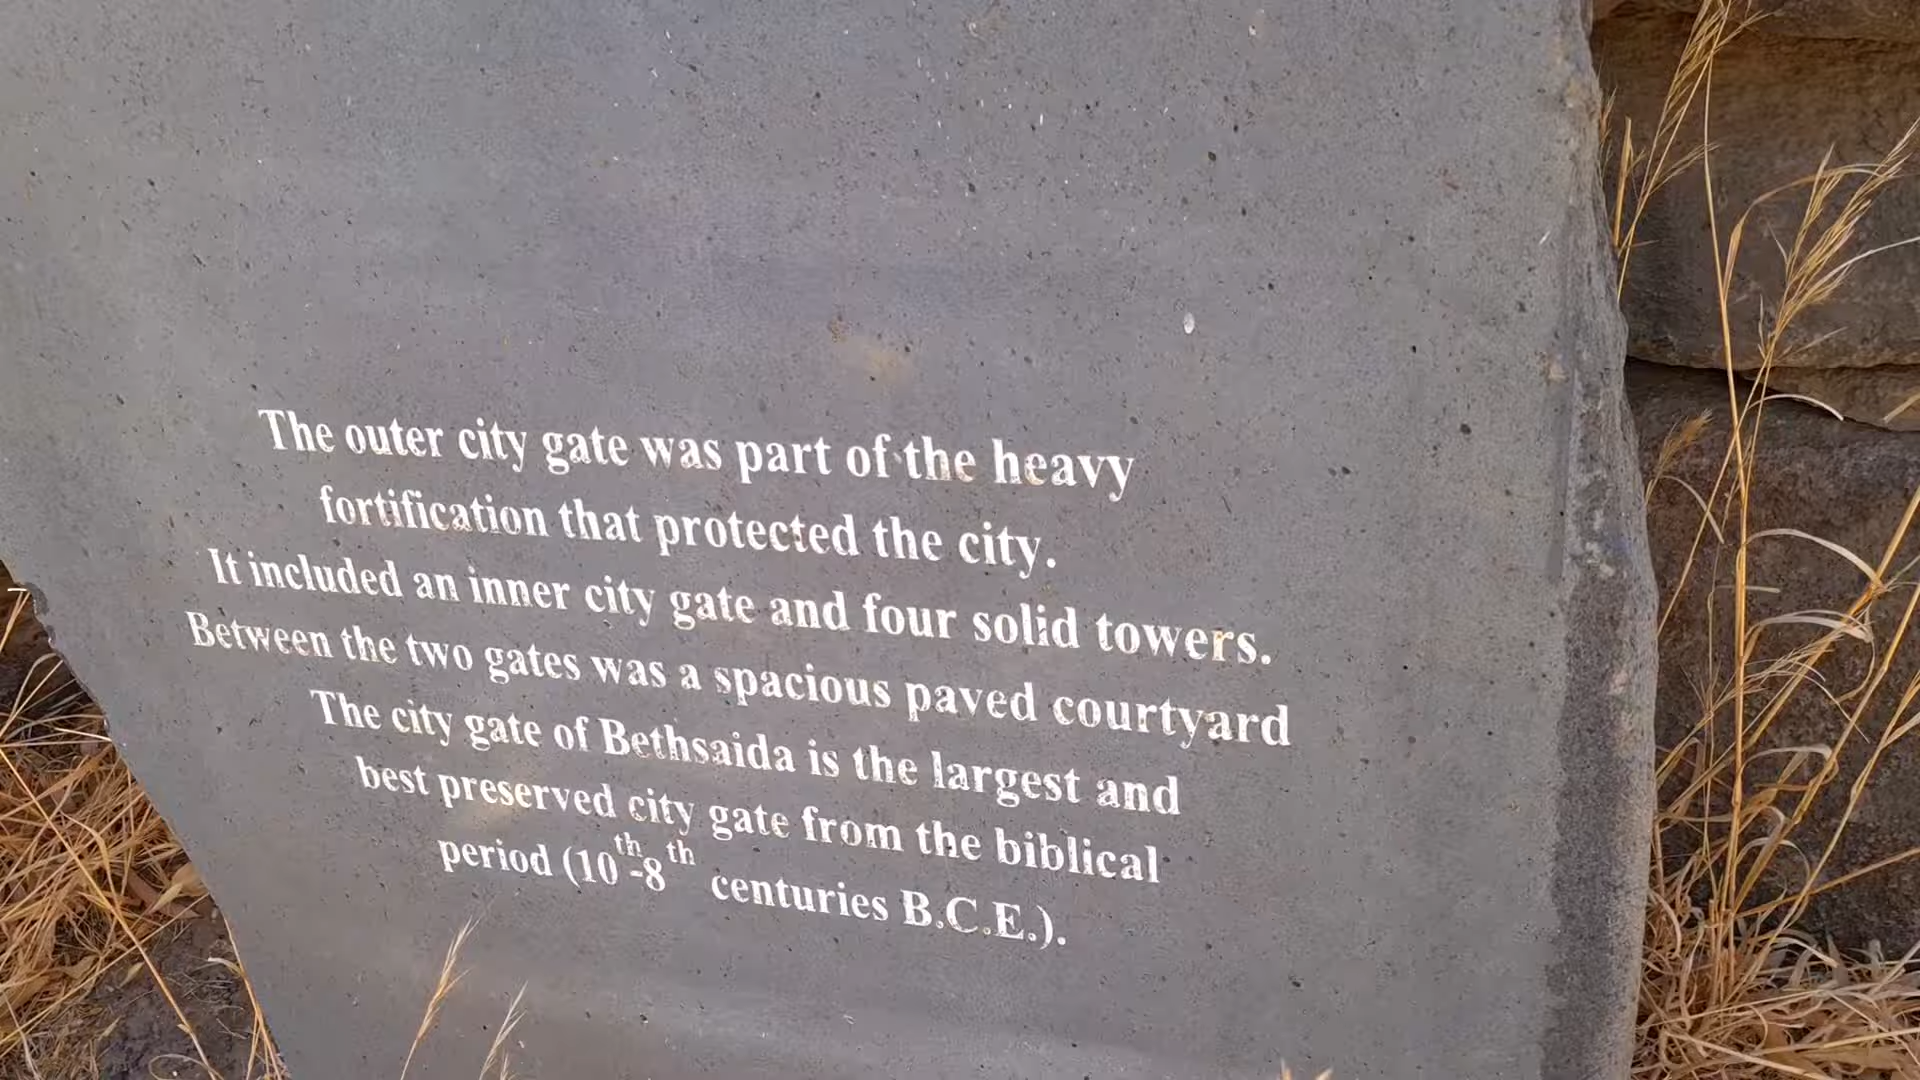 The outer city gate was part of the heavy
fortification that protected the city.
It included an inner city gate and four solid towers.
Between the two gates was a spacious paved courtyard
The city gate of Bethsaida is the largest and
best preserved city gate from the biblical
period (10th-8th centuries B.C.E.).